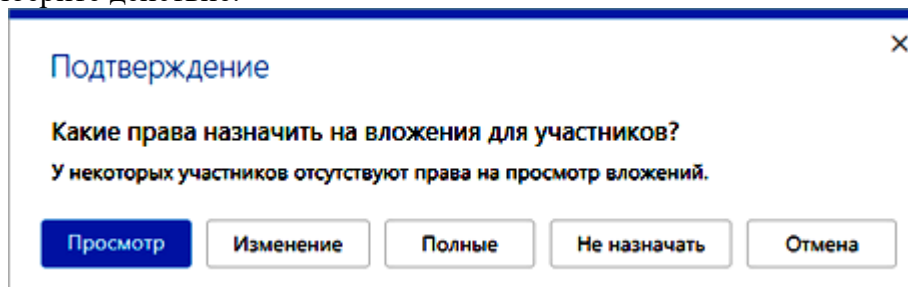 Подтверждение
Какие права назначить на вложения для участников?
У некоторых участников отсутствуют права на просмотр вложений.
Просмотр Изменение Полные Не назначать Отмена